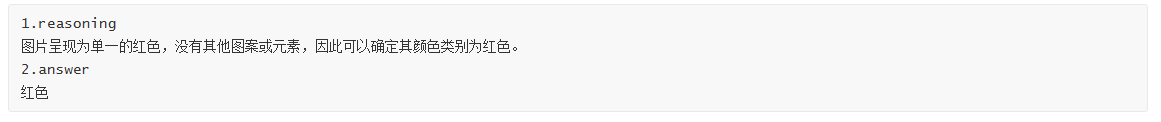 1.reasoning
图片呈现为单一的红色，没有其他图案或元素，因此可以确定其颜色类别为红色。
2.answer
红色